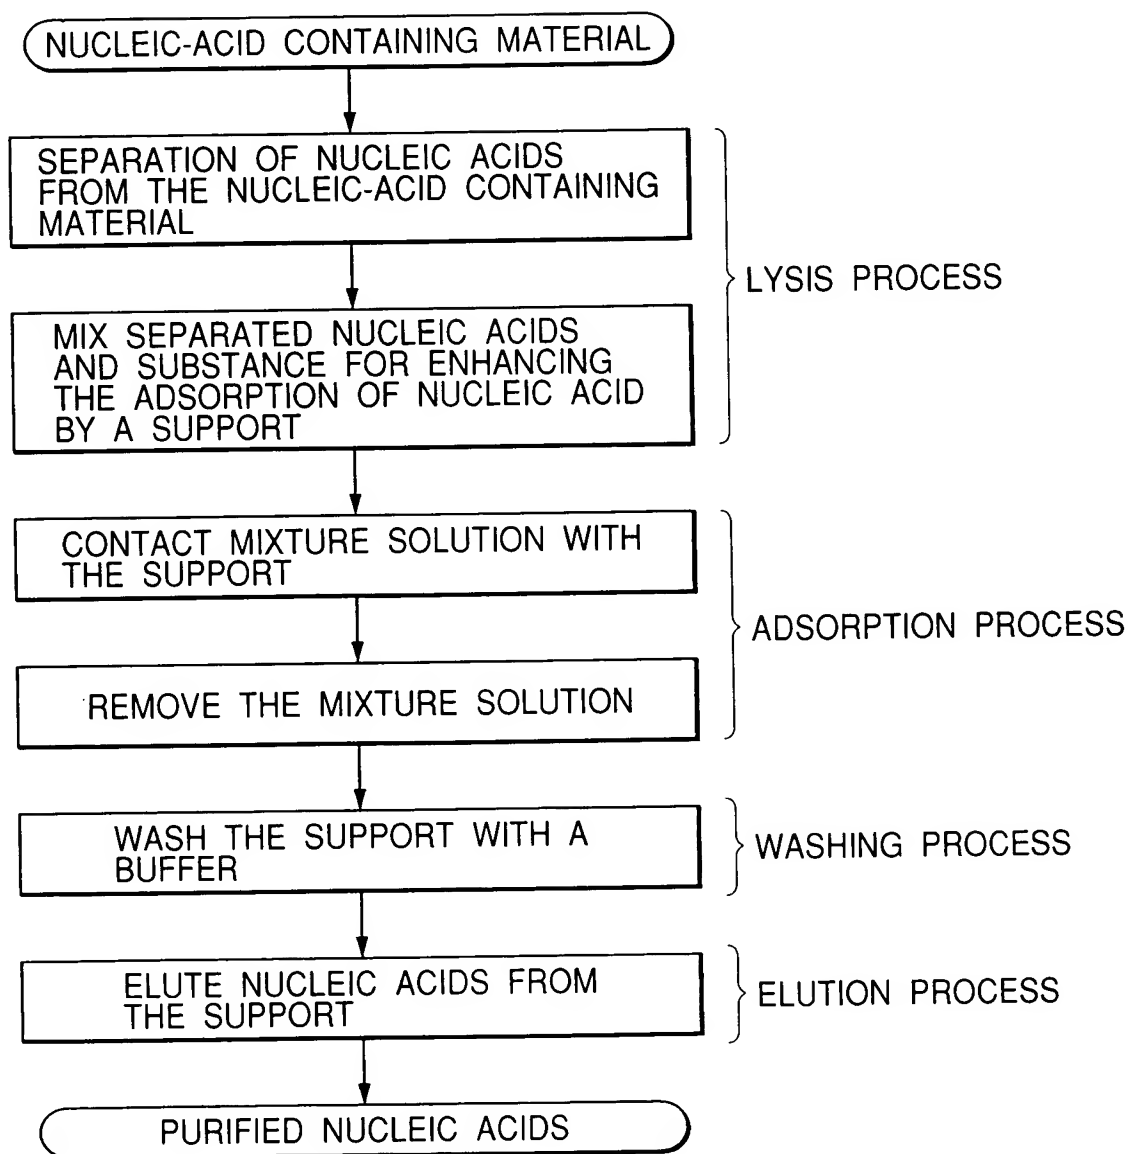 NUCLEIC-ACID CONTAINING MATERIAL
SEPARATION OF NUCLEIC ACIDS
FROM THE NUCLEIC-ACID CONTAINING
MATERIAL
MIX SEPARATED NUCLEIC ACIDS
AND SUBSTANCE FOR ENHANCING
THE ADSORPTION OF NUCLEIC ACID
BY A SUPPORT
LYSIS PROCESS
CONTACT MIXTURE SOLUTION WITH
THE SUPPORT
REMOVE THE MIXTURE SOLUTION
ADSORPTION PROCESS
WASH THE SUPPORT WITH A
BUFFER
WASHING PROCESS
ELUTE NUCLEIC ACIDS FROM
THE SUPPORT
ELUTION PROCESS
PURIFIED NUCLEIC ACIDS